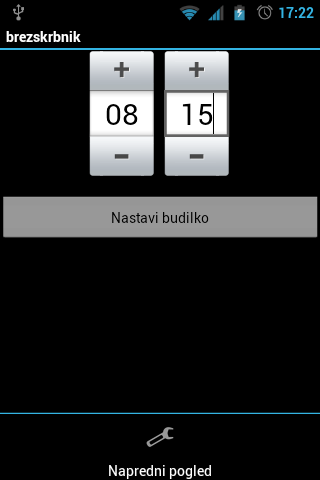 17:22
brezskrbnik
+ +
08 15
- -
Nastavi budilko
Napredni pogled